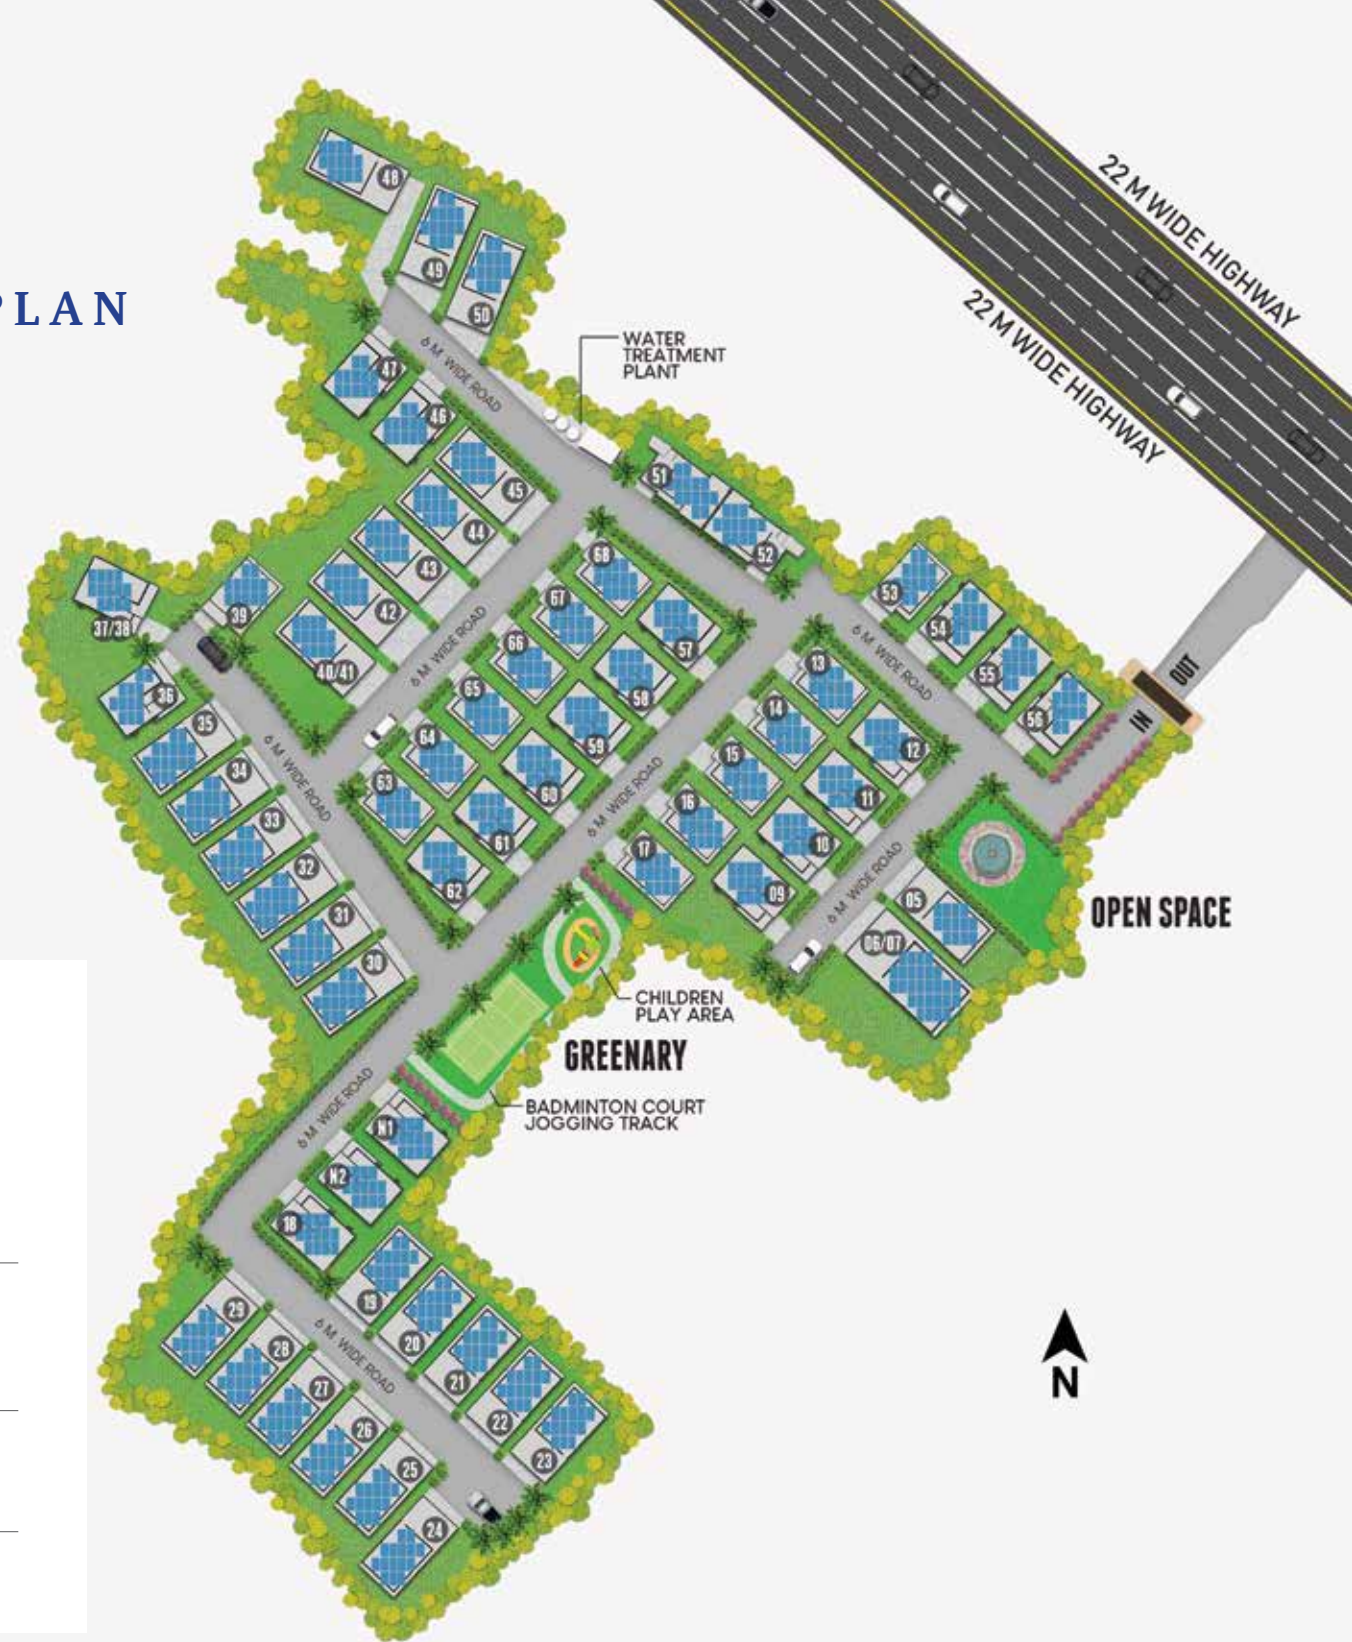 PLAN
22 M WIDE HIGHWAY
22 M WIDE HIGHWAY
48
49
50
6 M WIDE ROAD
WATER
TREATMENT
PLANT
47
46
45
44
43
42
40/41
39
37/38
36
35
34
33
32
31
30
51
52
53
54
55
56
OUT
IN
6 M WIDE ROAD
6 M WIDE ROAD
6 M WIDE ROAD
6 M WIDE ROAD
6 M WIDE ROAD
68
67
66
65
64
63
57
58
59
60
61
62
13
14
15
16
17
12
11
10
09
05
06/07
OPEN SPACE
CHILDREN
PLAY AREA
GREENARY
BADMINTON COURT
JOGGING TRACK
6 M WIDE ROAD
N1
N2
18
19
20
21
22
23
6 M WIDE ROAD
29
28
27
26
25
24
N